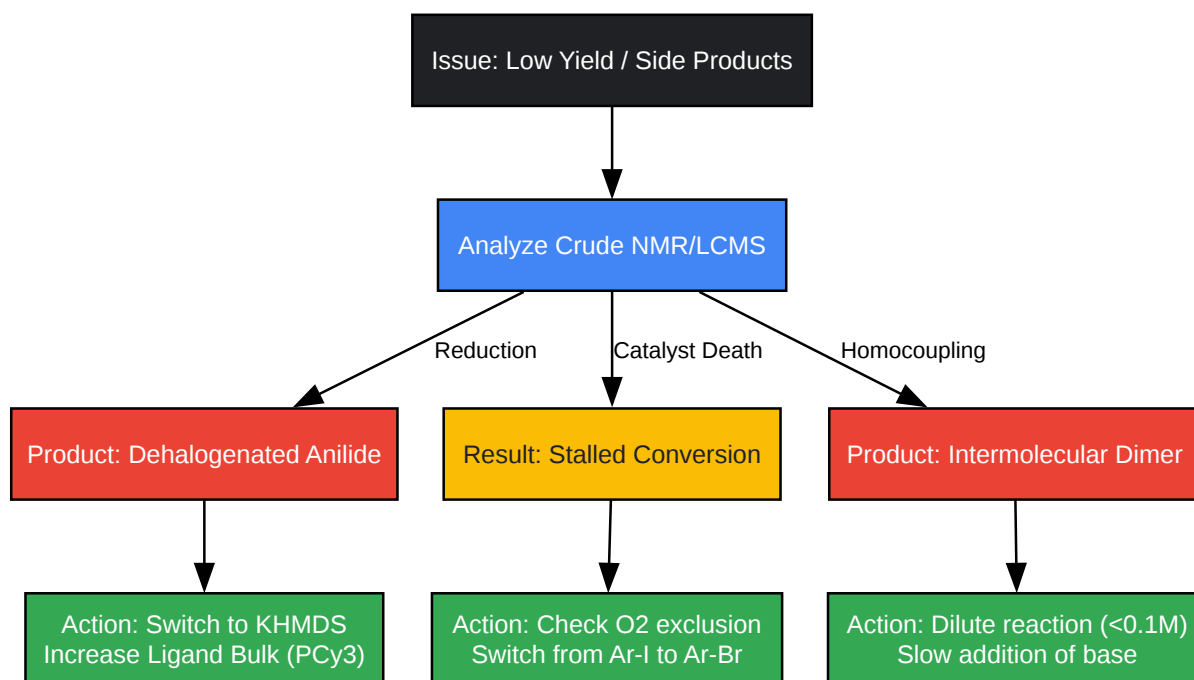 Issue: Low Yield / Side Products
Analyze Crude NMR/LCMS
Reduction
Catalyst Death
Homocoupling
Product: Dehalogenated Anilide
Result: Stalled Conversion
Product: Intermolecular Dimer
Action: Switch to KHMDS
Increase Ligand Bulk (PCy3)
Action: Check O2 exclusion
Switch from Ar-I to Ar-Br
Action: Dilute reaction (<0.1M)
Slow addition of base